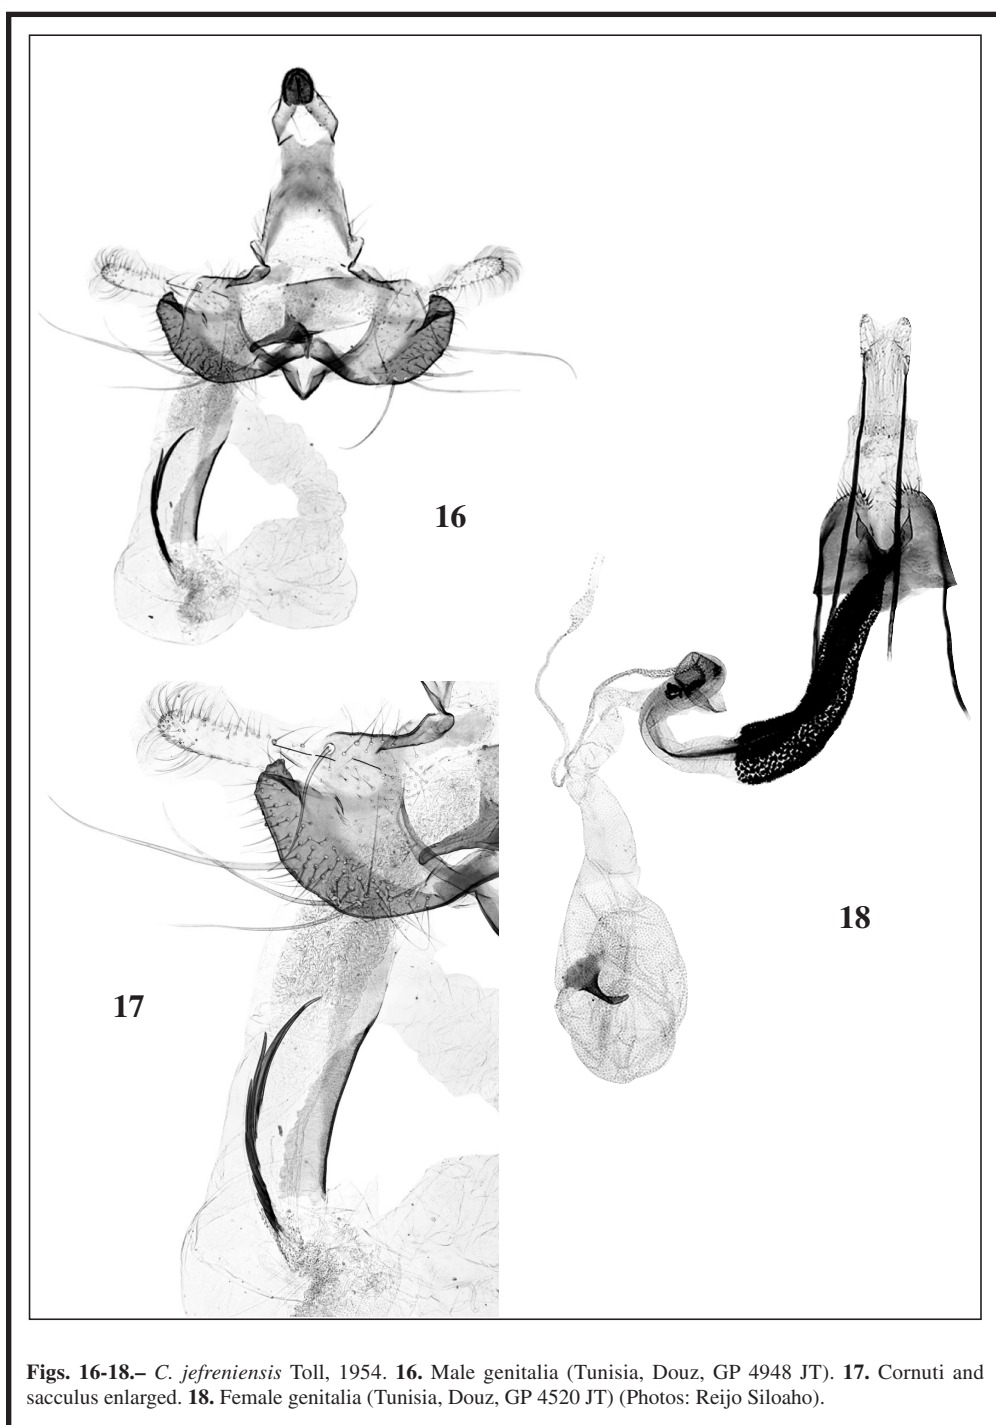 16
17
18
Figs. 16-18.– C. jefreniensis Toll, 1954. 16. Male genitalia (Tunisia, Douz, GP 4948 JT). 17. Cornuti and
sacculus enlarged. 18. Female genitalia (Tunisia, Douz, GP 4520 JT) (Photos: Reijo Siloaho).